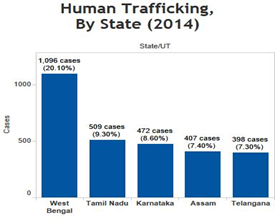 Human Trafficking,
By State (2014)
State/UT
1,096 cases
(20.10%)
1000
509 cases
(9.30%)
472 cases
(8.60%)
407 cases
(7.40%)
398 cases
(7.30%)
500
Cases
0
West
Bengal
Tamil Nadu
Karnataka
Assam
Telangana